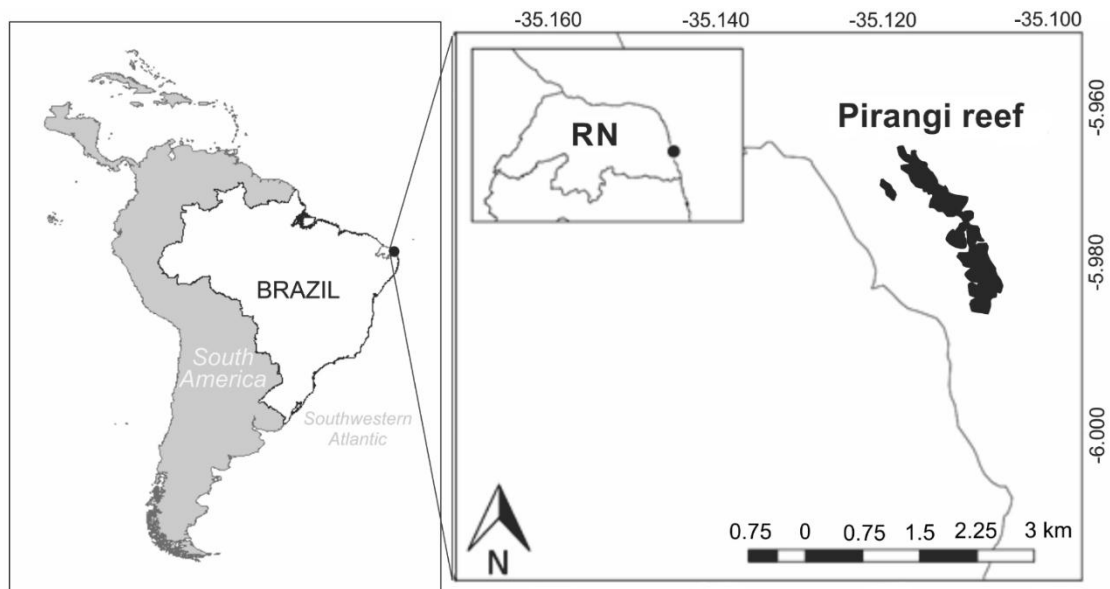 -35.160 -35.140 -35.120 -35.100
RN
Pirangi reef
-5.960
-5.980
-6.000
BRAZIL
South
America
Southwestern
Atlantic
N
0.75 0 0.75 1.5 2.25 3 km